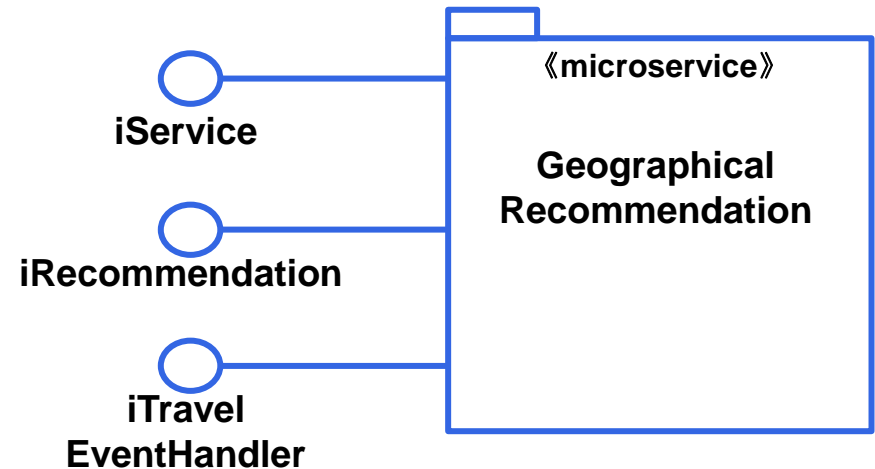 《microservice》
Geographical
Recommendation
iService
iRecommendation
iTravel
EventHandler